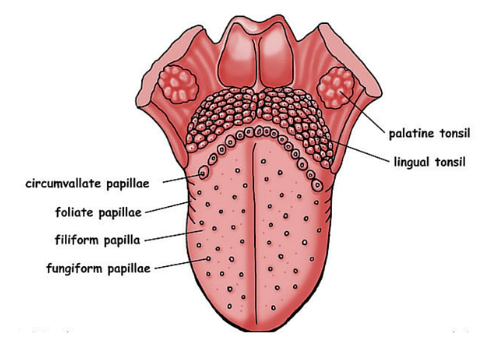 palatine tonsil
lingual tonsil
circumvallate papillae
foliate papillae
filiform papilla
fungiform papillae